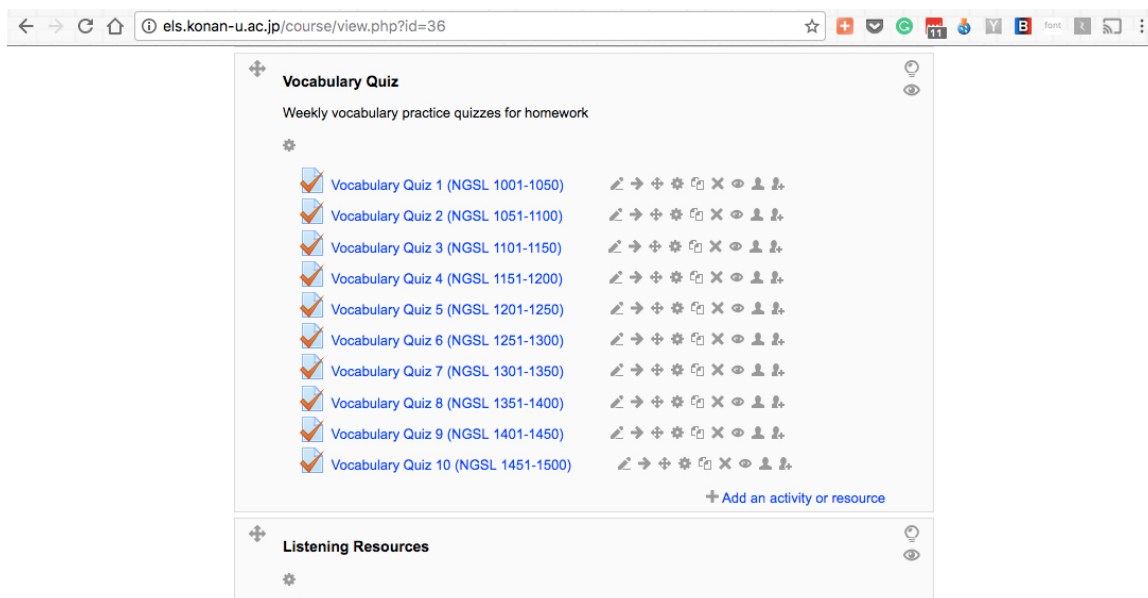 els.konan-u.ac.jp/course/view.php?id=36
11
B
font
Vocabulary Quiz
Weekly vocabulary practice quizzes for homework
Vocabulary Quiz 1 (NGSL 1001-1050)
Vocabulary Quiz 2 (NGSL 1051-1100)
Vocabulary Quiz 3 (NGSL 1101-1150)
Vocabulary Quiz 4 (NGSL 1151-1200)
Vocabulary Quiz 5 (NGSL 1201-1250)
Vocabulary Quiz 6 (NGSL 1251-1300)
Vocabulary Quiz 7 (NGSL 1301-1350)
Vocabulary Quiz 8 (NGSL 1351-1400)
Vocabulary Quiz 9 (NGSL 1401-1450)
Vocabulary Quiz 10 (NGSL 1451-1500)
Add an activity or resource
Listening Resources